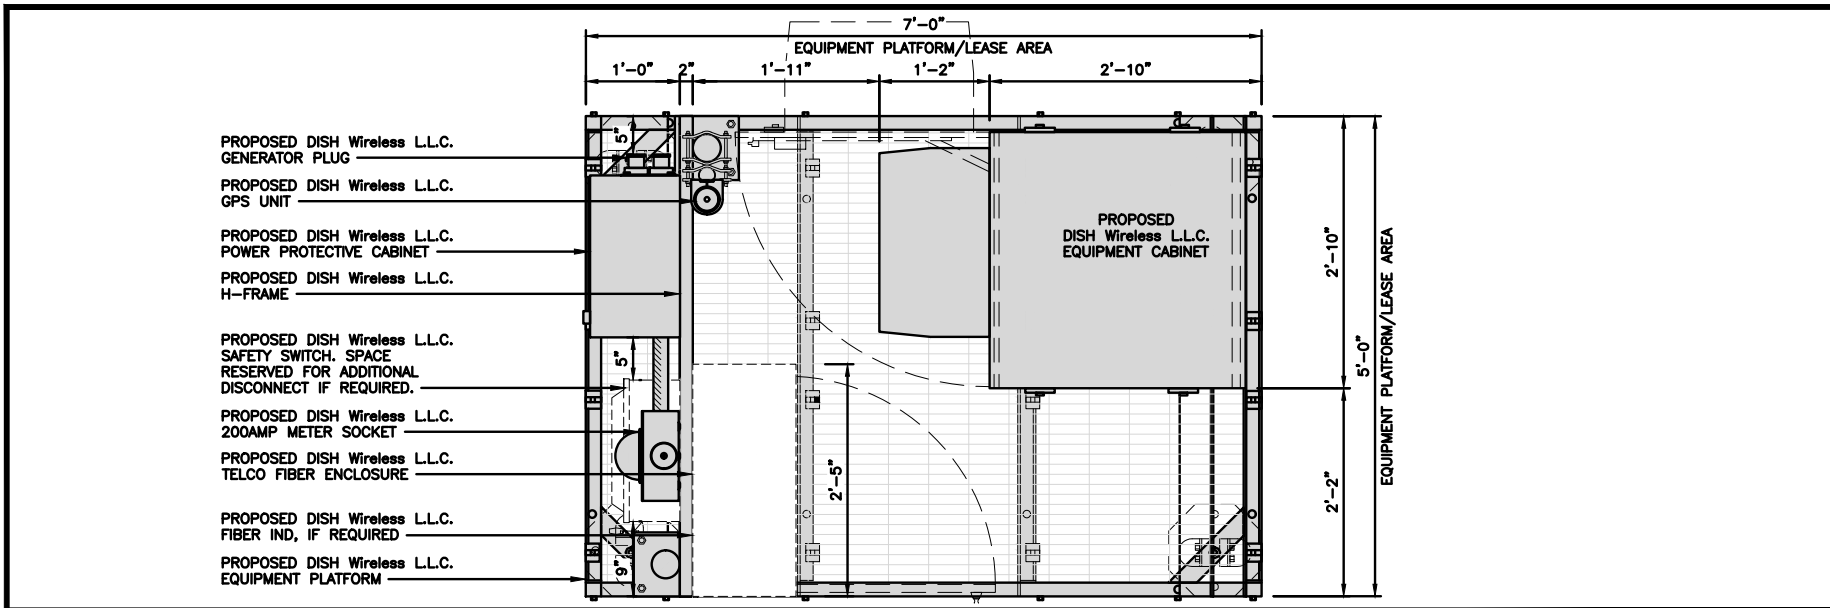 7'-0"
EQUIPMENT PLATFORM/LEASE AREA
1'-0"
2"
1'-11"
1'-2"
2'-10"
PROPOSED DISH Wireless L.L.C.
GENERATOR PLUG
PROPOSED DISH Wireless L.L.C.
GPS UNIT
PROPOSED DISH Wireless L.L.C.
POWER PROTECTIVE CABINET
PROPOSED DISH Wireless L.L.C.
H-FRAME
PROPOSED DISH Wireless L.L.C.
SAFETY SWITCH. SPACE
RESERVED FOR ADDITIONAL
DISCONNECT IF REQUIRED.
PROPOSED DISH Wireless L.L.C.
200AMP METER SOCKET
PROPOSED DISH Wireless L.L.C.
TELCO FIBER ENCLOSURE
PROPOSED DISH Wireless L.L.C.
FIBER IND, IF REQUIRED
PROPOSED DISH Wireless L.L.C.
EQUIPMENT PLATFORM
5"
5"
9"
2'-5"
PROPOSED
DISH Wireless L.L.C.
EQUIPMENT CABINET
2'-10"
2'-2"
5'-0"
EQUIPMENT PLATFORM/LEASE AREA